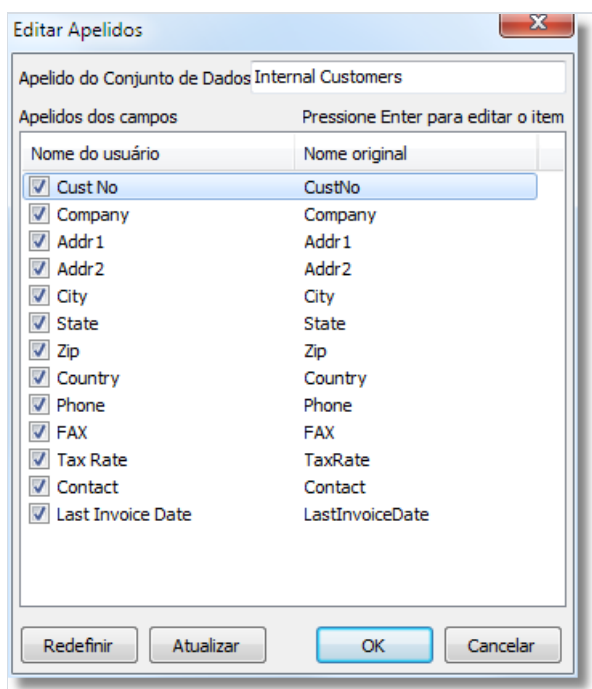 Editar Apelidos
Apelido do Conjunto de Dados Internal Customers
Apelidos dos campos Pressione Enter para editar o item
Nome do usuário Nome original
Cust No CustNo
Company Company
Addr1 Addr1
Addr2 Addr2
City City
State State
Zip Zip
Country Country
Phone Phone
FAX FAX
Tax Rate TaxRate
Contact Contact
Last Invoice Date LastInvoiceDate
Redefinir Atualizar OK Cancelar